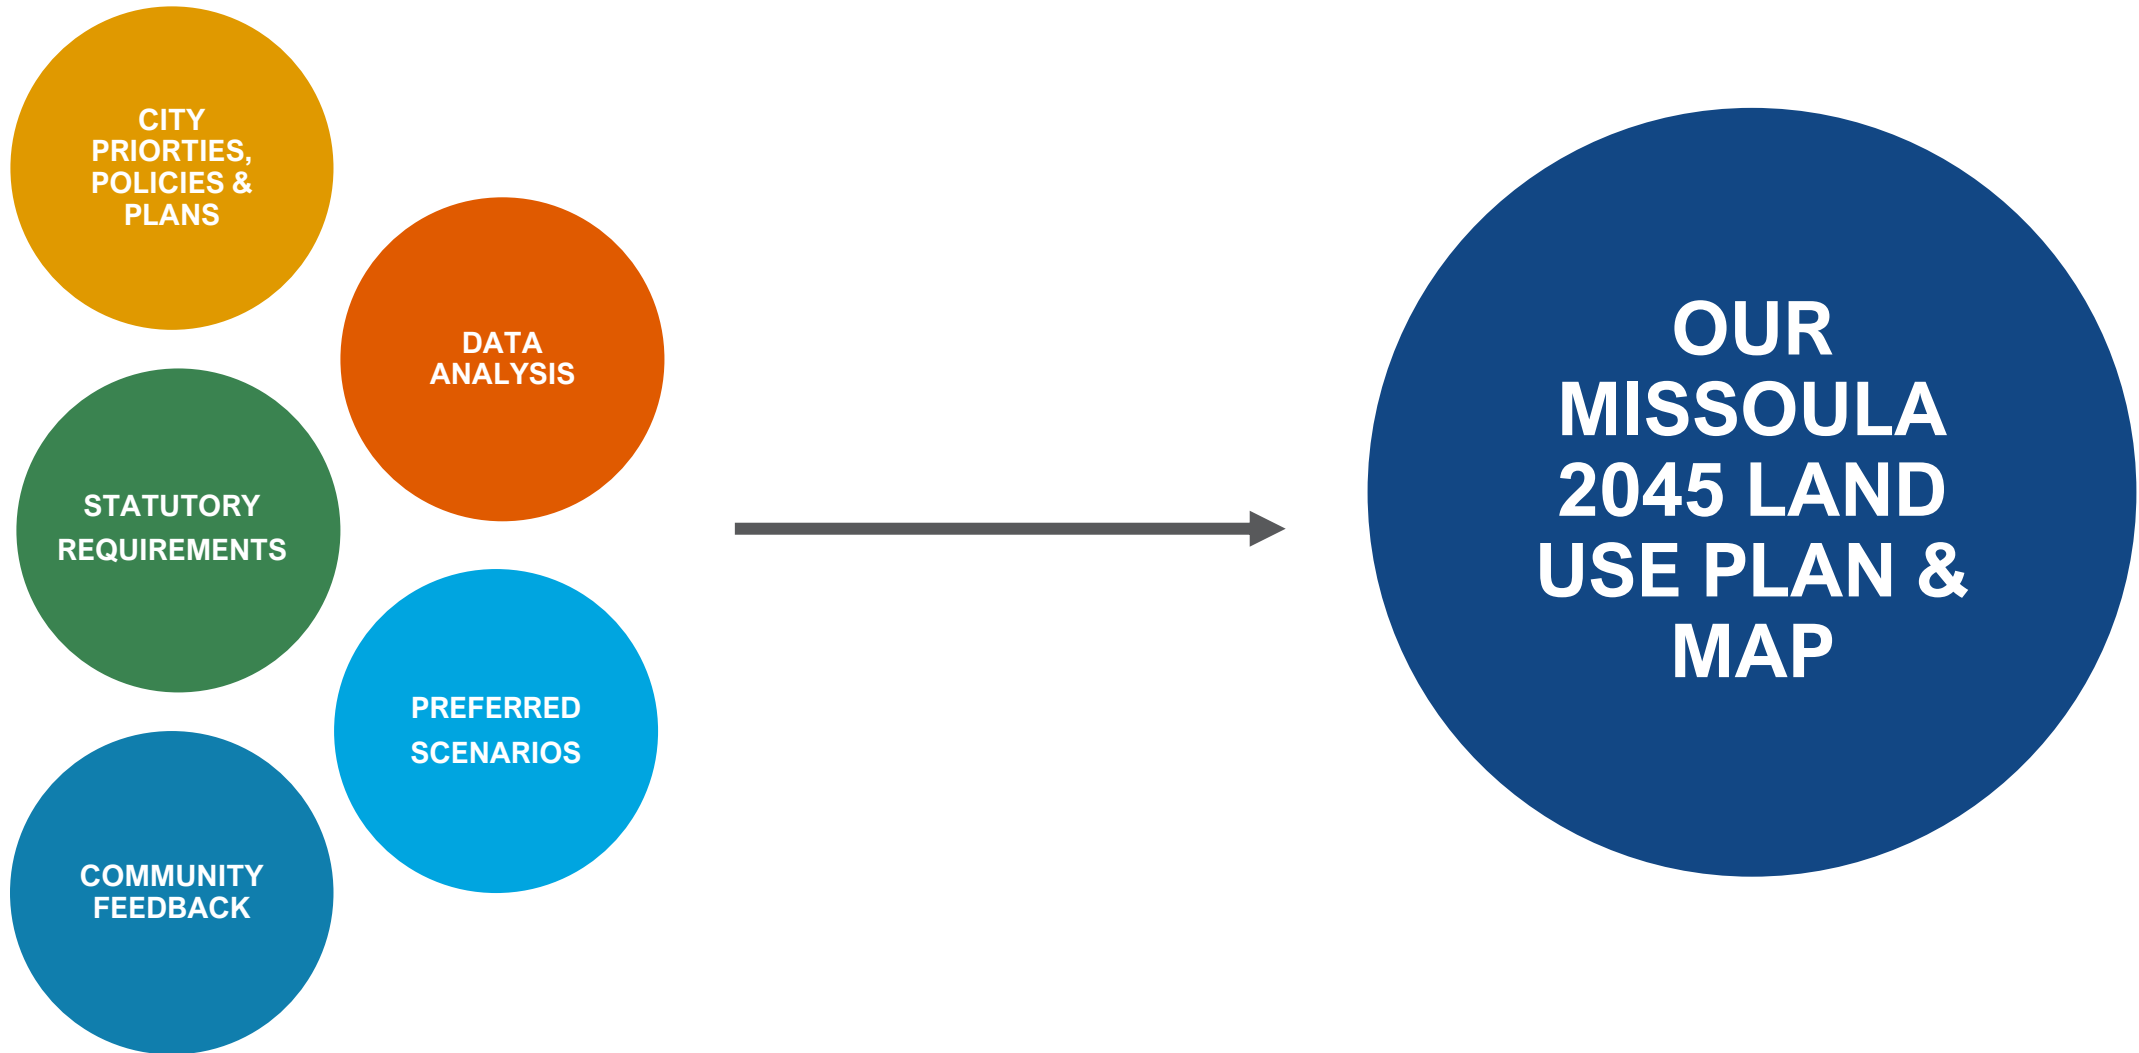 CITY
PRIORTIES,
POLICIES &
PLANS
DATA
ANALYSIS
STATUTORY
REQUIREMENTS
PREFERRED
SCENARIOS
COMMUNITY
FEEDBACK
OUR
MISSOULA
2045 LAND
USE PLAN &
MAP